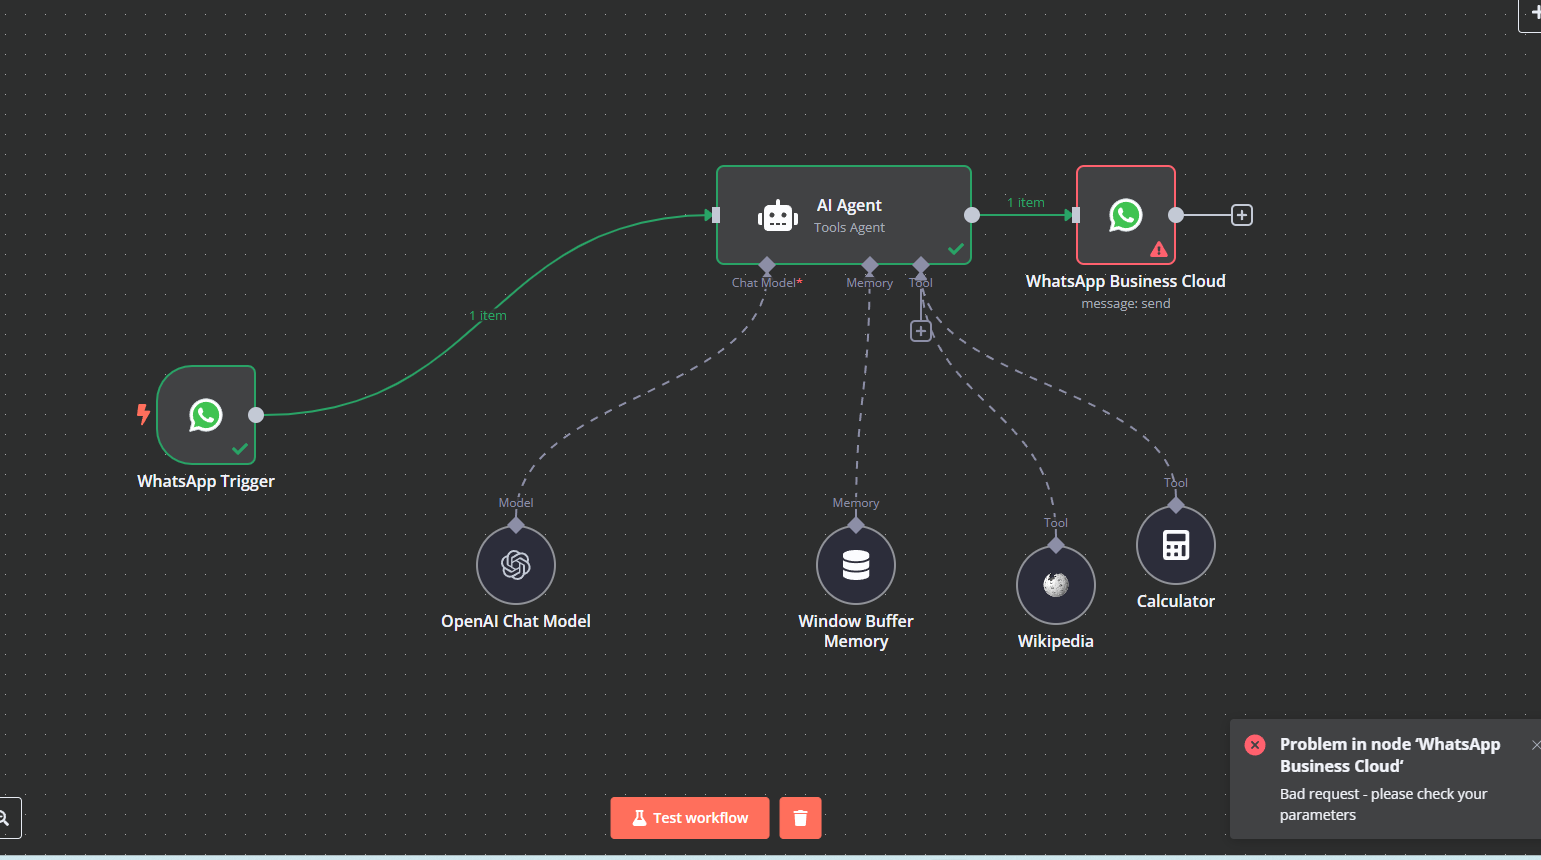 AI Agent
Tools Agent
1 item
Chat Model*
Memory
Tool
WhatsApp Business Cloud
message: send
1 item
WhatsApp Trigger
Model
Memory
Tool
Tool
OpenAI Chat Model
Window Buffer
Memory
Wikipedia
Calculator
Problem in node ‘WhatsApp
Business Cloud‘
Bad request - please check your
parameters
Test workflow